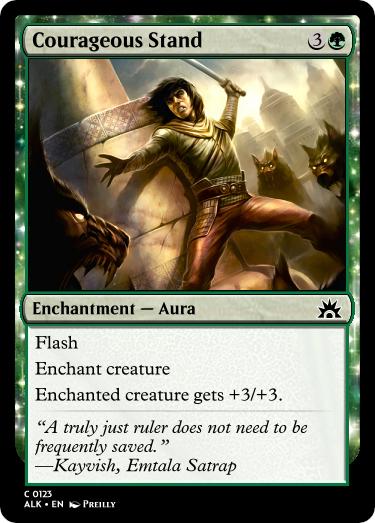 Courageous Stand 3
Enchantment — Aura
Flash
Enchant creature
Enchanted creature gets +3/+3.
“A truly just ruler does not need to be
frequently saved.”
—Kayvish, Emtala Satrap
C 0123
ALK • EN PREILLY